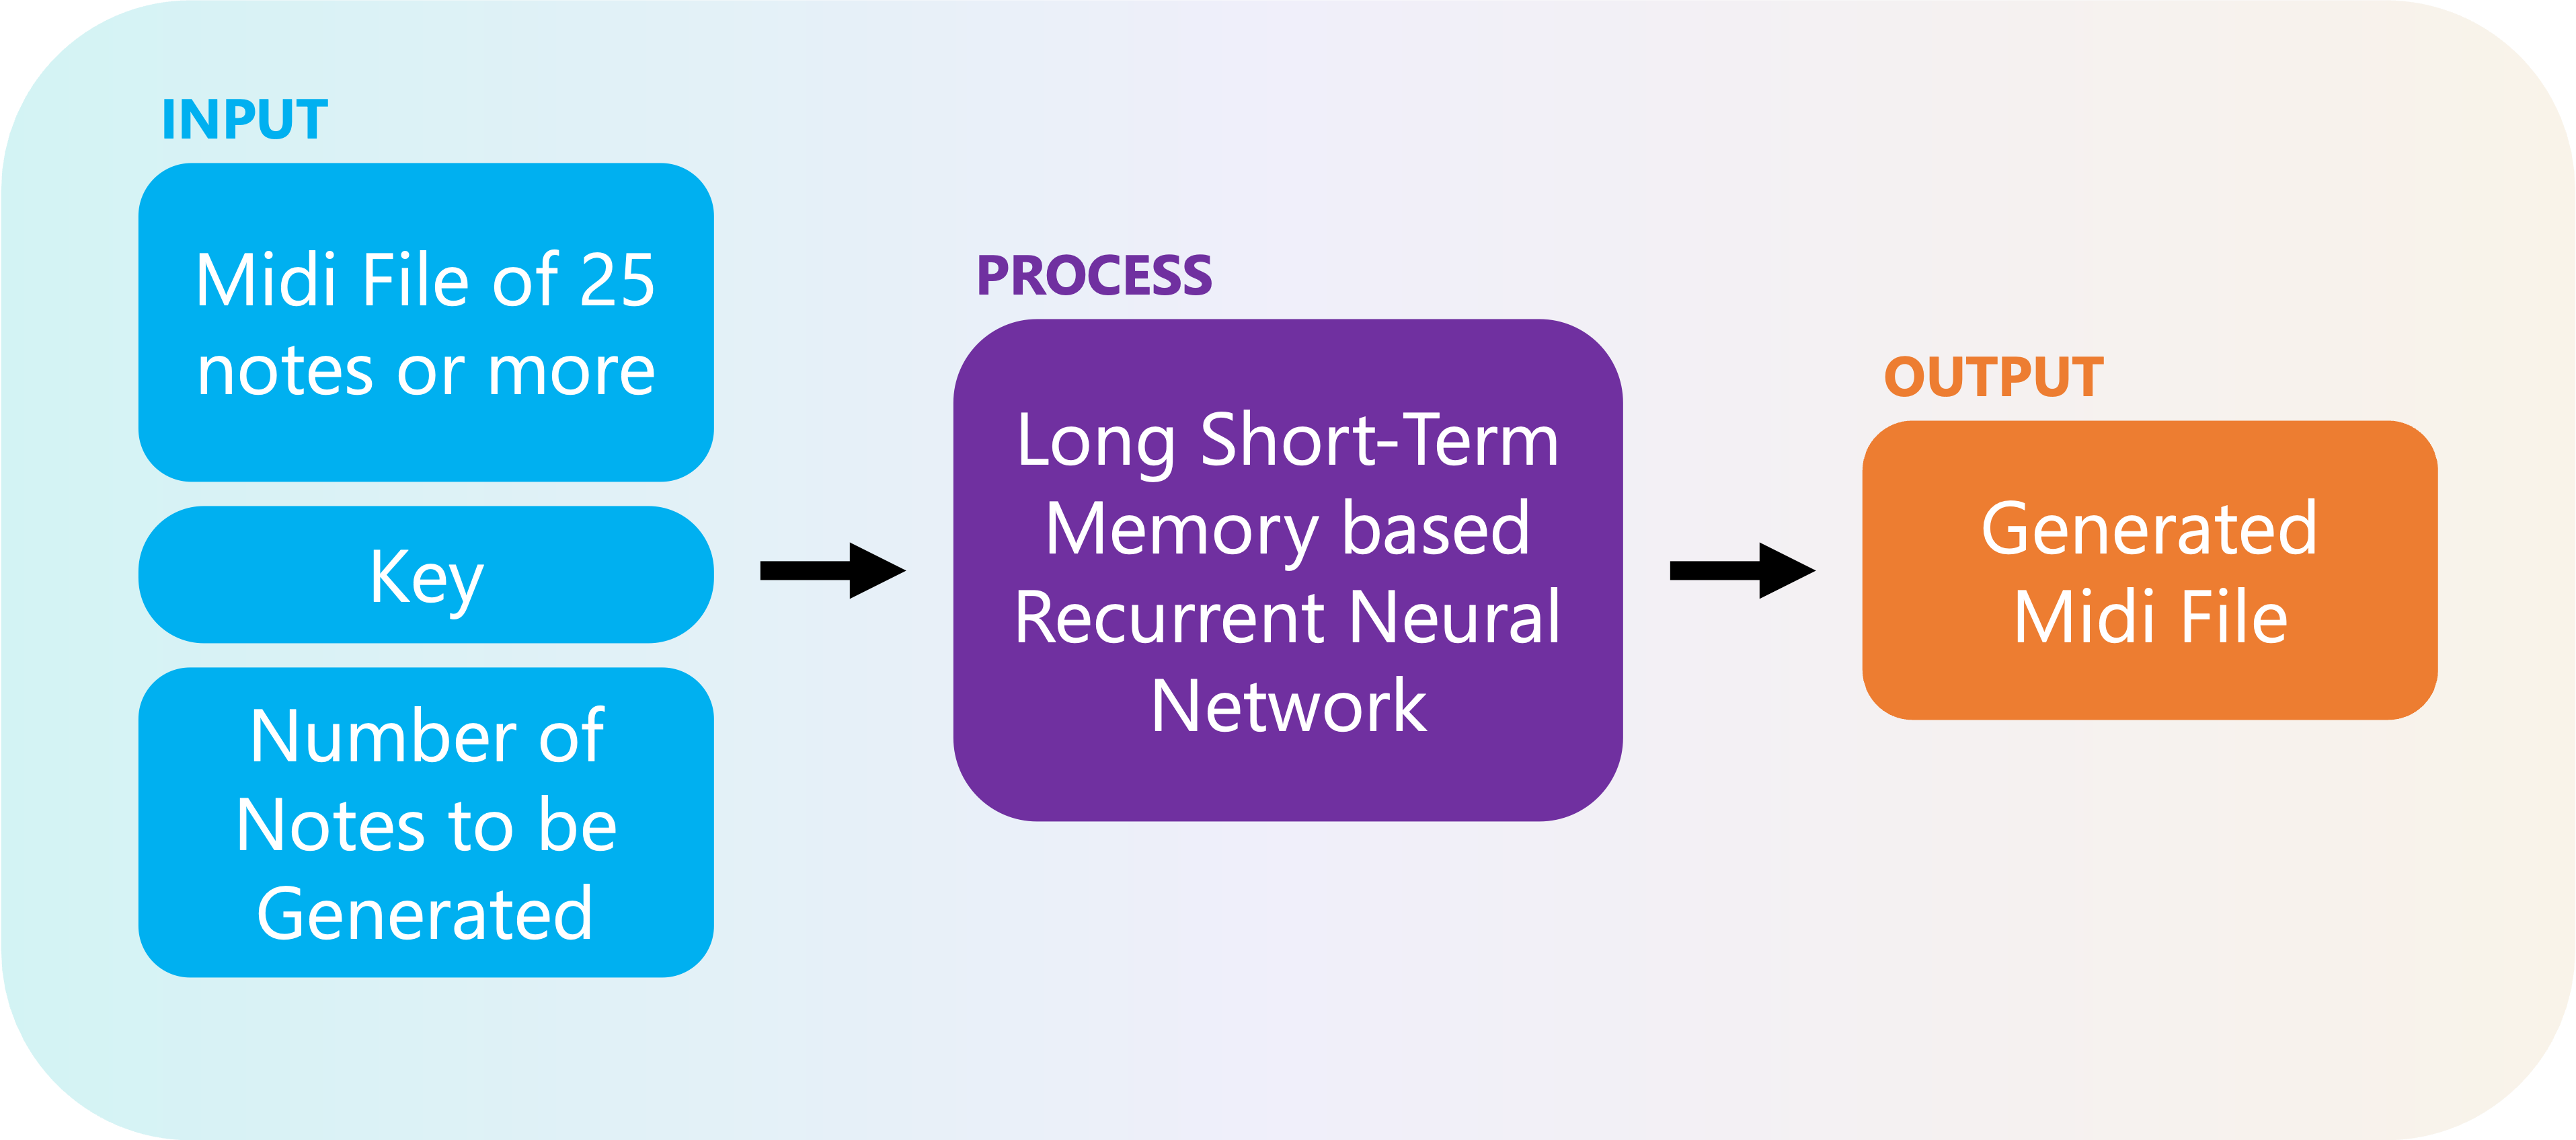 INPUT
Midi File of 25
notes or more
Key
Number of
Notes to be
Generated
PROCESS
Long Short-Term
Memory based
Recurrent Neural
Network
OUTPUT
Generated
Midi File